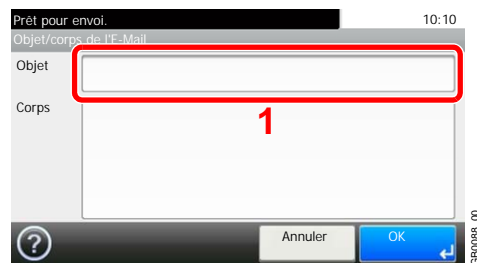 Prêt pour envoi.
10:10
Objet/corps de l'E-Mail
Objet
Corps
1
?
Annuler
OK
GB0088_00